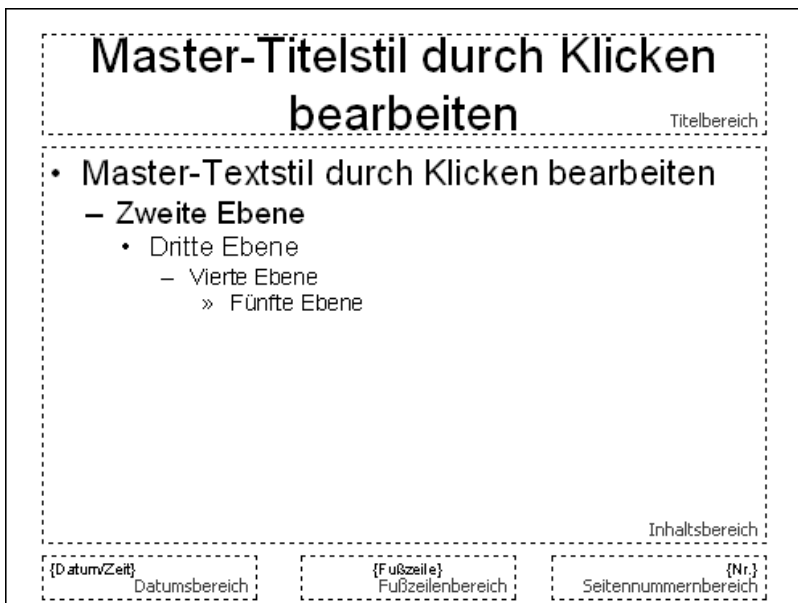 Master-Titelstil durch Klicken
bearbeiten
Titelbereich
• Master-Textstil durch Klicken bearbeiten
– Zweite Ebene
• Dritte Ebene
– Vierte Ebene
» Fünfte Ebene
Inhaltsbereich
{Datum/Zeit}
Datumsbereich
{Fußzeile}
Fußzeilenbereich
{Nr.}
Seitennummernbereich